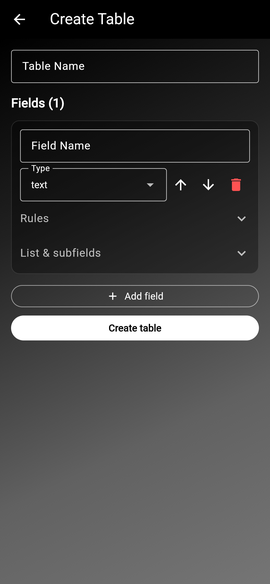 Create Table
Table Name
Fields (1)
Field Name
Type
text
Rules
List & subfields
+ Add field
Create table